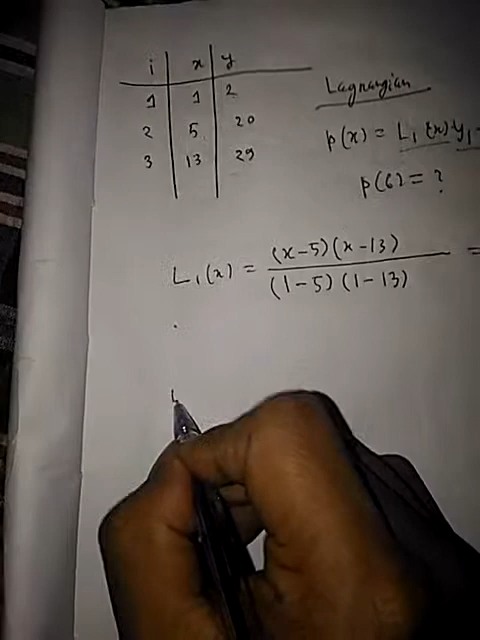 i x y
1 1 2
2 5 20
3 13 29
Lagnargian
p(x) = L₁(x) y₁
p(6) = ?
L₁(x) = (x-5)(x-13) / (1-5)(1-13) =